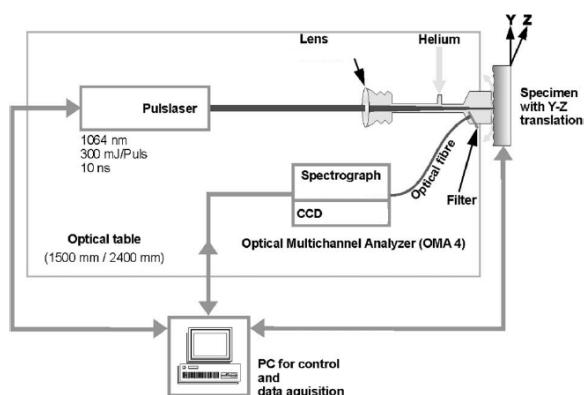 Y Z
Lens
Helium
Specimen
with Y-Z
translation
Pulslaser
1064 nm
300 mJ/Puls
10 ns
Optical fibre
Spectrograph
CCD
Filter
Optical table
(1500 mm / 2400 mm)
Optical Multichannel Analyzer (OMA 4)
PC for control
and
data aquisition